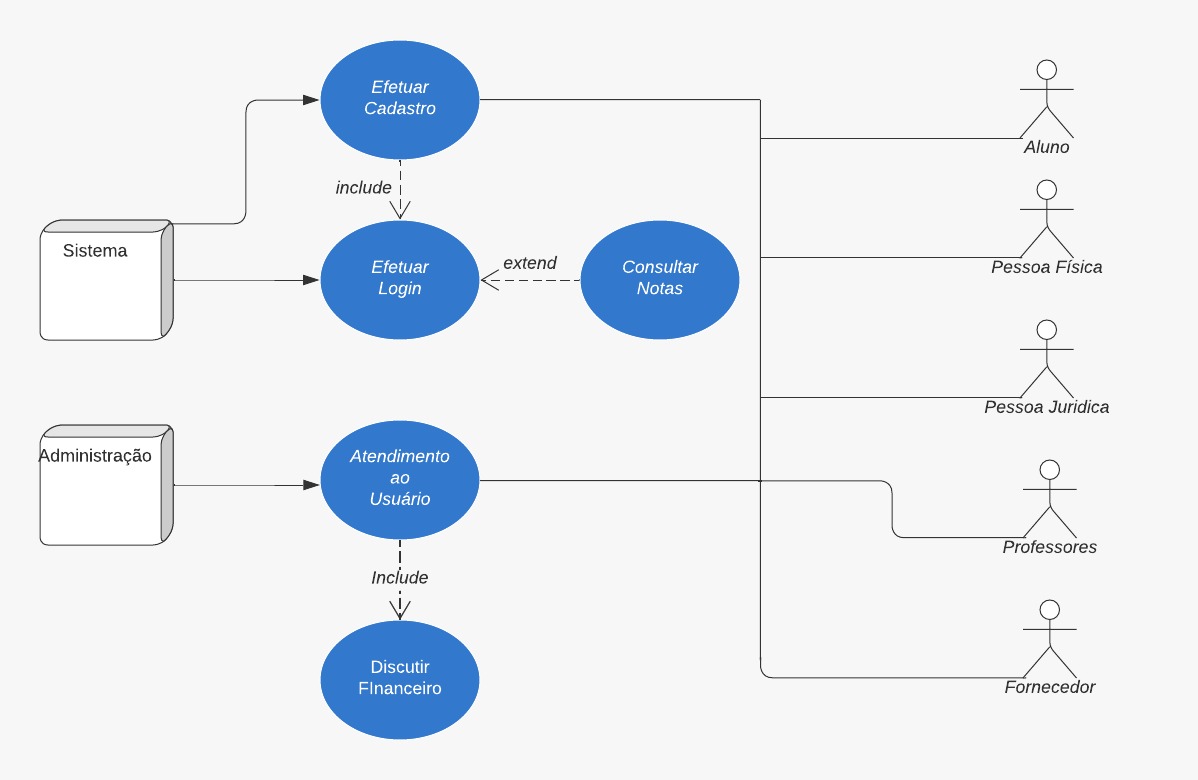 Efetuar
Cadastro
Aluno
include
Sistema
Efetuar
Login
extend
Consultar
Notas
Pessoa Física
Pessoa Juridica
Administração
Atendimento
ao
Usuário
Professores
Include
Discutir
FInanceiro
Fornecedor